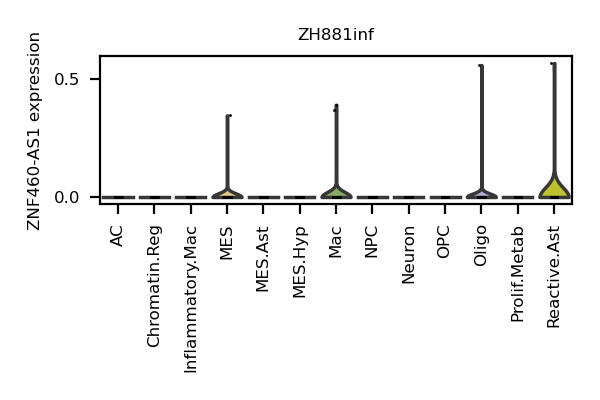 ZH881inf
ZNF460-AS1 expression
0.5
0.0
AC
Chromatin.Reg
Inflammatory.Mac
MES
MES.Ast
MES.Hyp
Mac
NPC
Neuron
OPC
Oligo
Prolif.Metab
Reactive.Ast